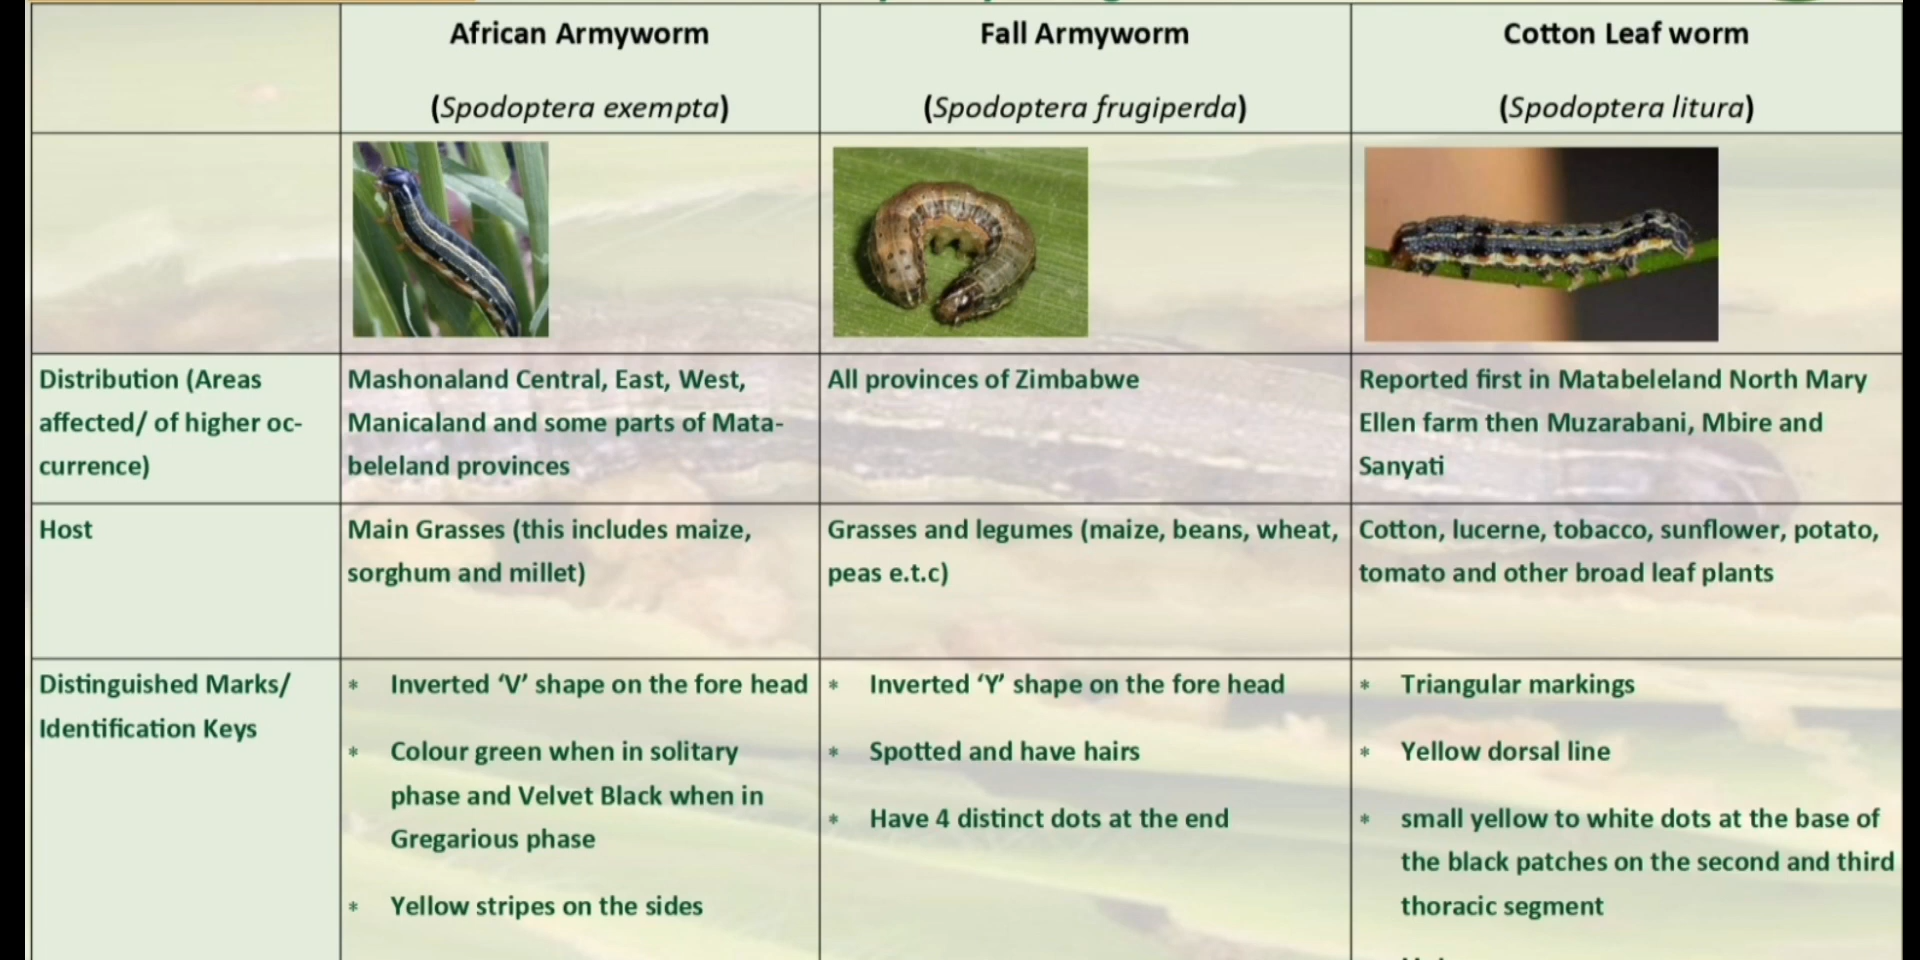 African Armyworm
(Spodoptera exempta)
Fall Armyworm
(Spodoptera frugiperda)
Cotton Leaf worm
(Spodoptera litura)
Distribution (Areas
affected/ of higher oc-
currence)
Mashonaland Central, East, West,
Manicaland and some parts of Mata-
beleland provinces
All provinces of Zimbabwe
Reported first in Matabeleland North Mary
Ellen farm then Muzarabani, Mbire and
Sanyati
Host
Main Grasses (this includes maize,
sorghum and millet)
Grasses and legumes (maize, beans, wheat,
peas e.t.c)
Cotton, lucerne, tobacco, sunflower, potato,
tomato and other broad leaf plants
Distinguished Marks/
Identification Keys
* Inverted ‘V’ shape on the fore head
* Colour green when in solitary
phase and Velvet Black when in
Gregarious phase
* Yellow stripes on the sides
* Inverted ‘Y’ shape on the fore head
* Spotted and have hairs
* Have 4 distinct dots at the end
* Triangular markings
* Yellow dorsal line
* small yellow to white dots at the base of
the black patches on the second and third
thoracic segment